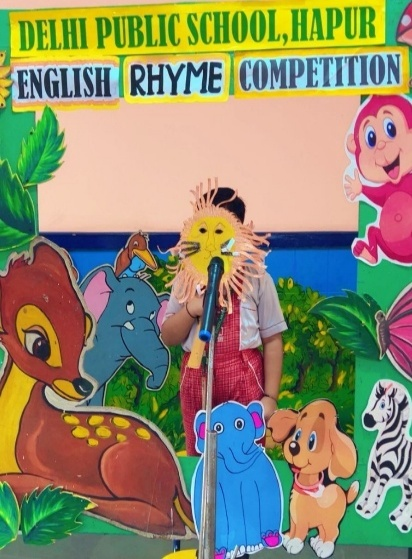 DELHI PUBLIC SCHOOL, HAPUR
ENGLISH RHYME COMPETITION